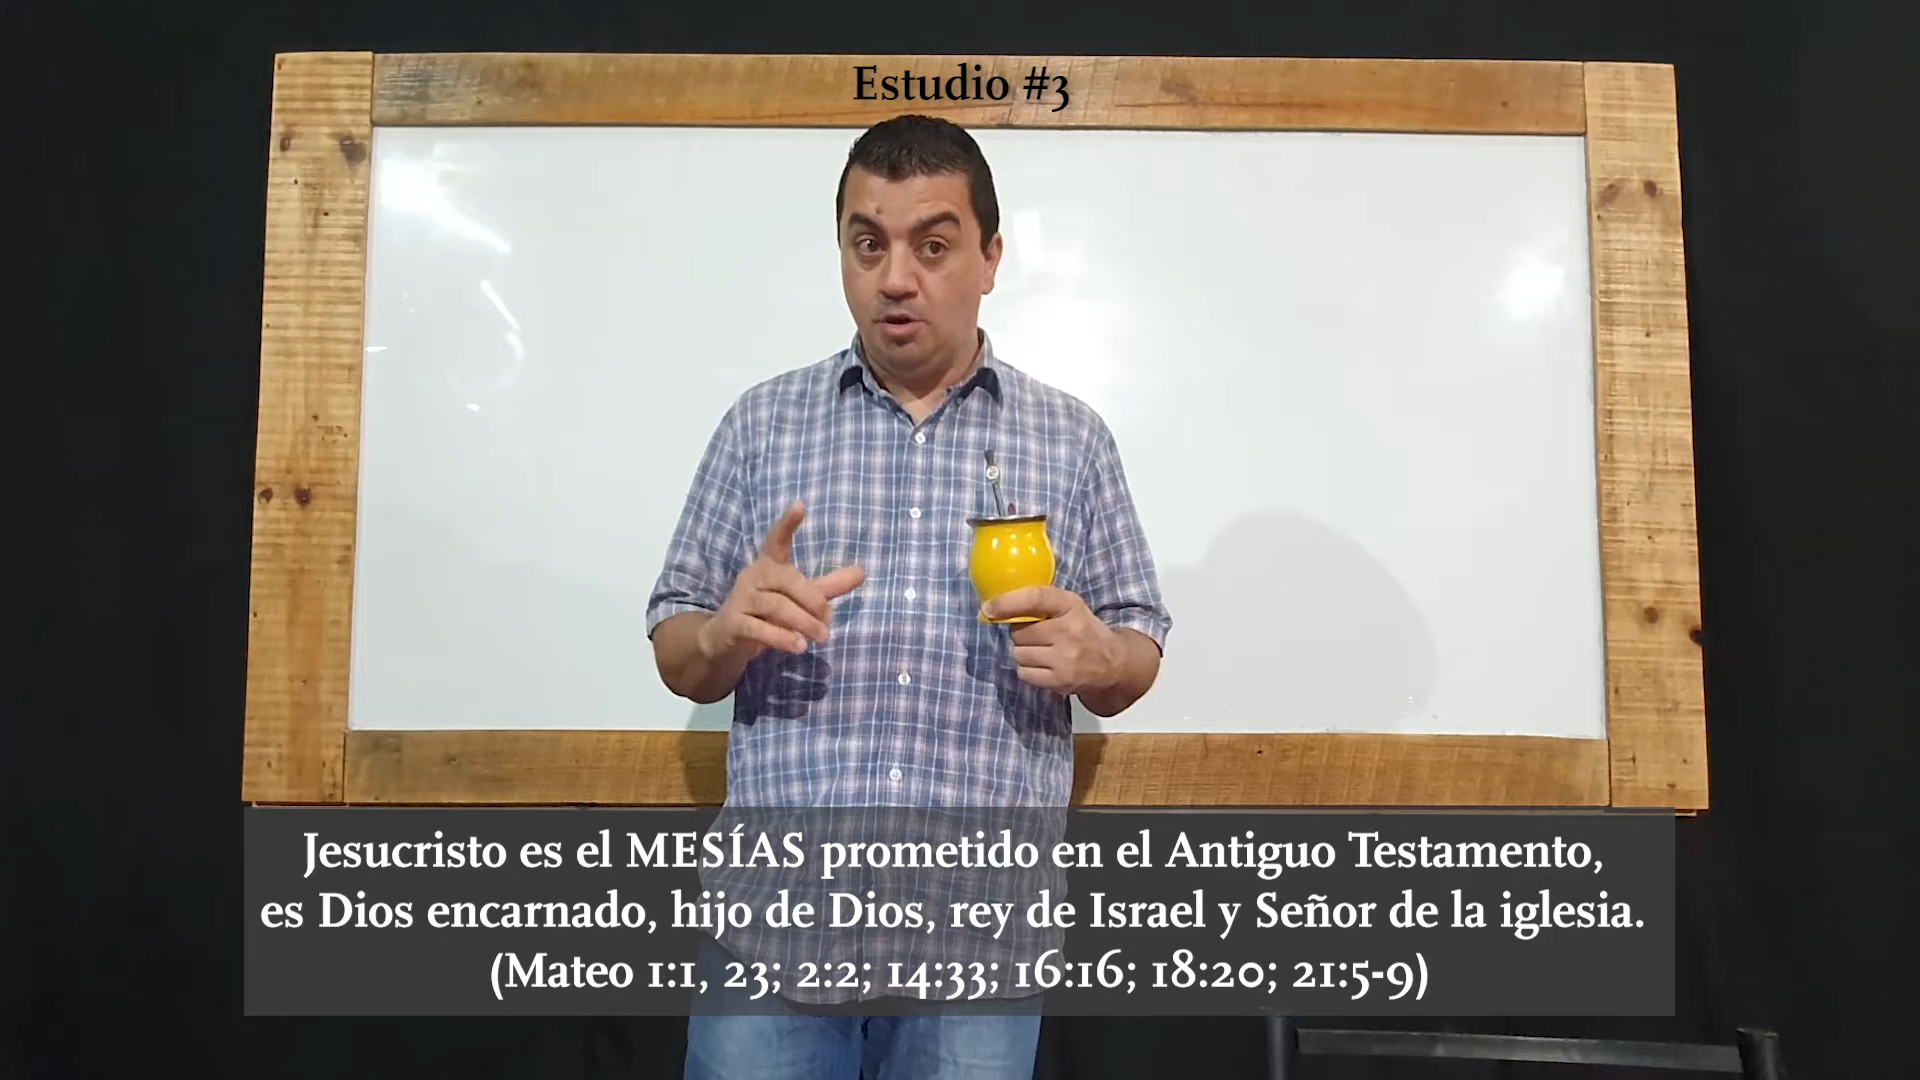 Estudio #3
Jesucristo es el MESÍAS prometido en el Antiguo Testamento,
es Dios encarnado, hijo de Dios, rey de Israel y Señor de la iglesia.
(Mateo 1:1, 23; 2:2; 14:33; 16:16; 18:20; 21:5-9)